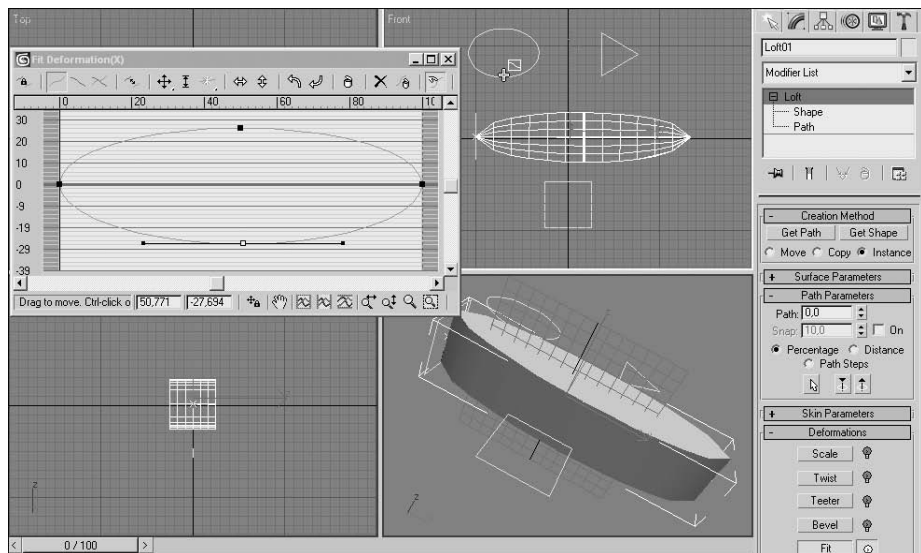 Top
Front
Fit Deformation(X)
0
20
40
60
80
10
30
20
10
0
-9
-19
-29
-39
Drag to move. Ctrl-click o
50,771
-27,694
z
z
0 / 100
Loft01
Modifier List
Loft
Shape
Path
- Creation Method
Get Path
Get Shape
Move
Copy
Instance
+ Surface Parameters
- Path Parameters
Path: 0,0
Snap: 10,0
On
Percentage
Distance
Path Steps
+ Skin Parameters
- Deformations
Scale
Twist
Teeter
Bevel
Fit